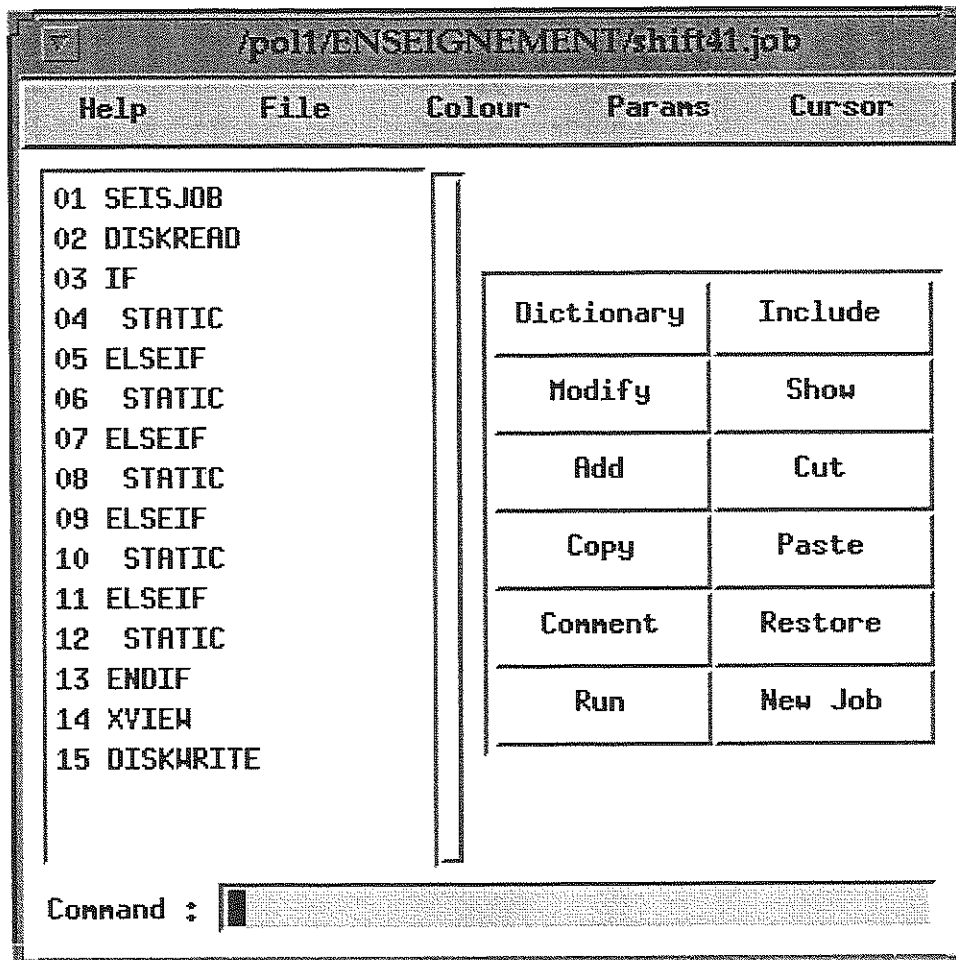 /pol1/ENSEIGNEMENT/shift41.job
Help File Colour Params Cursor
01 SEISJOB
02 DISKREAD
03 IF
04 STATIC
05 ELSEIF
06 STATIC
07 ELSEIF
08 STATIC
09 ELSEIF
10 STATIC
11 ELSEIF
12 STATIC
13 ENDIF
14 XVIEW
15 DISKWRITE
Dictionary Include
Modify Show
Add Cut
Copy Paste
Comment Restore
Run New Job
Command :